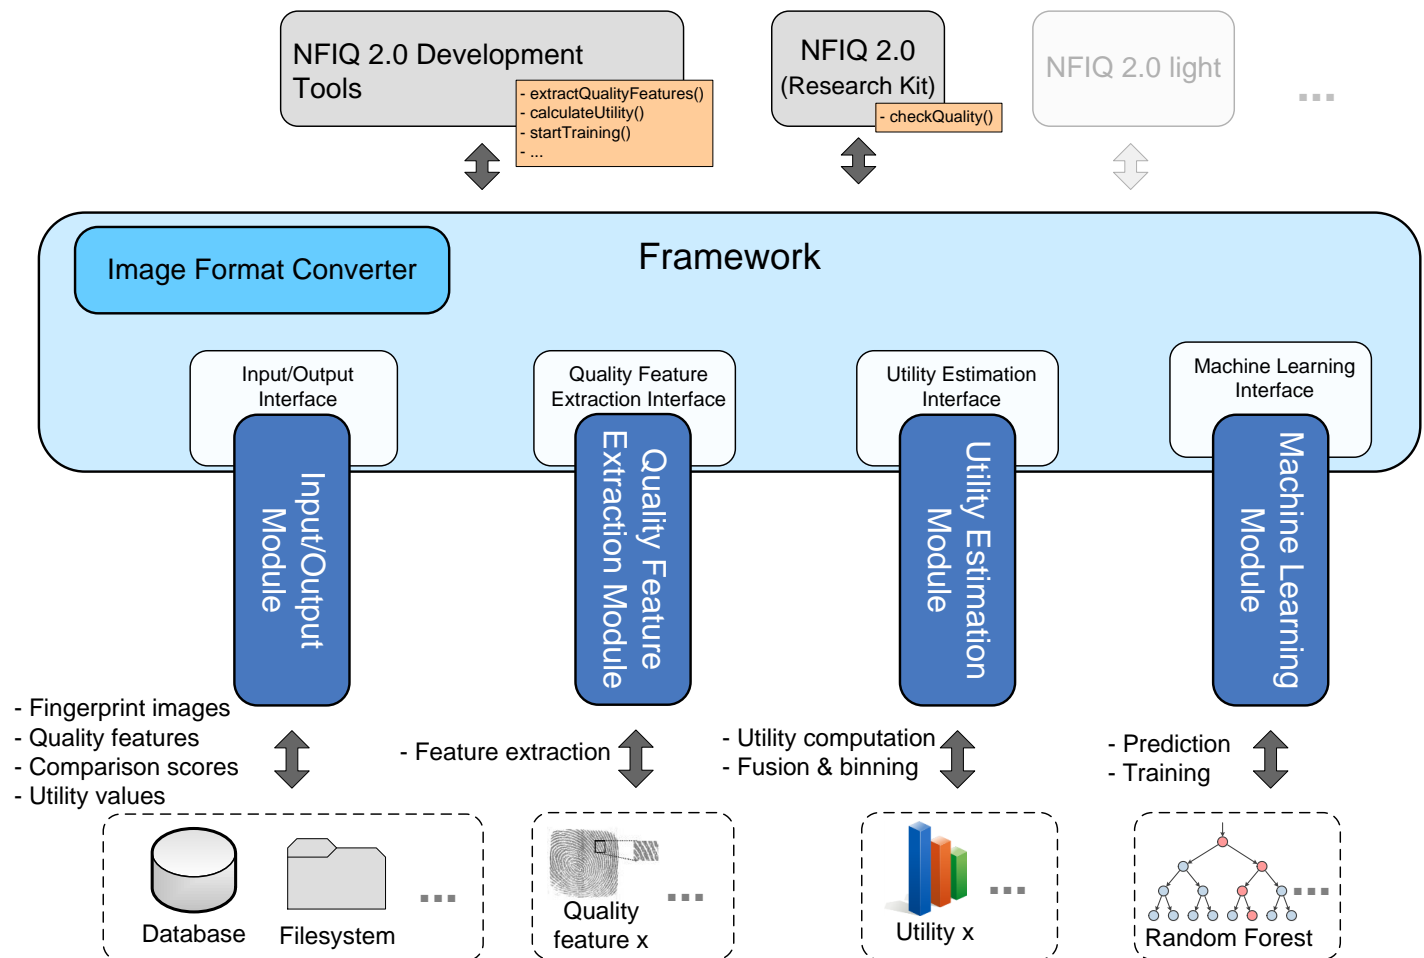 NFIQ 2.0 Development
Tools
- extractQualityFeatures()
- calculateUtility()
- startTraining()
- ...
NFIQ 2.0
(Research Kit)
- checkQuality()
NFIQ 2.0 light
...
Framework
Image Format Converter
Input/Output
Interface
Quality Feature
Extraction Interface
Utility Estimation
Interface
Machine Learning
Interface
Input/Output
Module
Quality Feature
Extraction Module
Utility Estimation
Module
Machine Learning
Module
- Fingerprint images
- Quality features
- Comparison scores
- Utility values
- Feature extraction
- Utility computation
- Fusion & binning
- Prediction
- Training
Database
Filesystem
...
Quality
feature x
...
Utility x
...
Random Forest
...